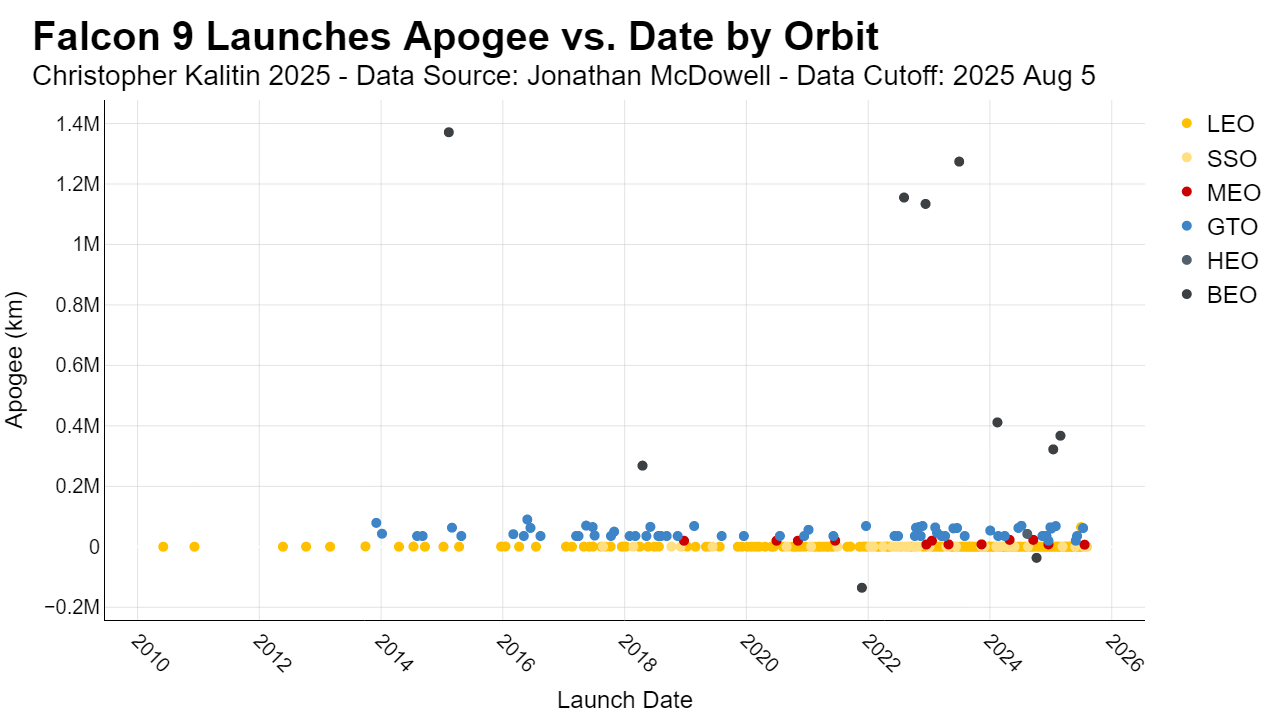 Falcon 9 Launches Apogee vs. Date by Orbit
Christopher Kalitin 2025 - Data Source: Jonathan McDowell - Data Cutoff: 2025 Aug 5
1.4M
1.2M
1M
0.8M
0.6M
0.4M
0.2M
0
−0.2M
Apogee (km)
2010
2012
2014
2016
2018
2020
2022
2024
2026
Launch Date
LEO
SSO
MEO
GTO
HEO
BEO